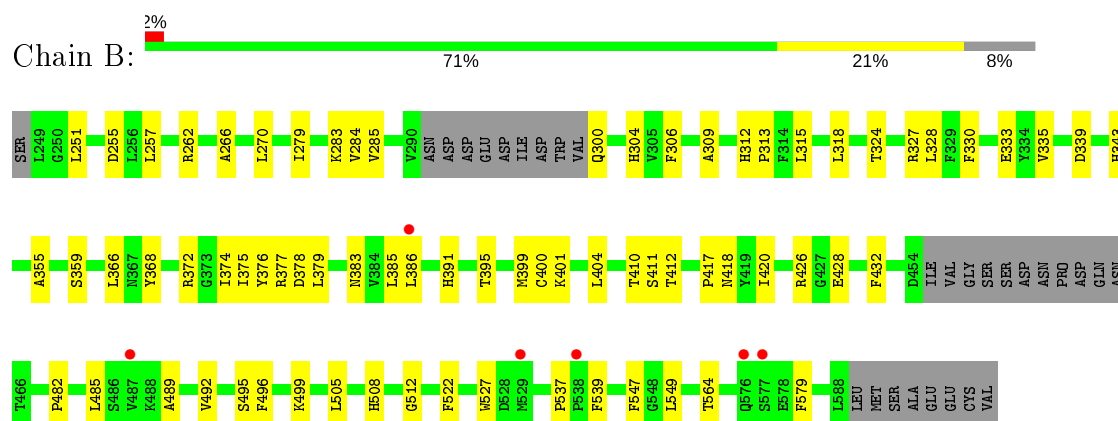 2%
Chain B:
71% 21% 8%
SER L249 G250 L251 D255 L256 L257 R262 A266 L270 I279 K283 V284 V285 V290 ASN ASP ASP GLU ASP ILE ASP TRP VAL Q300 H304 V305 F306 A309 H312 P313 F314 L315 L318 T324 R327 L328 F329 F330 E333 Y334 V335 D339 H343
A355 S359 L366 N367 Y368 R372 G373 I374 I375 Y376 R377 D378 L379 N383 V384 L385 L386 H391 T395 M399 C400 K401 L404 T410 S411 T412 P417 N418 Y419 I420 R426 G427 E428 F432 D454 ILE VAL GLY SER SER ASP ASN PRO ASP GLN ASN
T466 P482 L485 S486 V487 K488 A489 V492 S495 F496 K499 L505 H508 G512 F522 W527 D528 M529 P537 P538 F539 F547 G548 L549 T564 Q576 S577 E578 F579 L588 LEU MET SER ALA GLU GLU CYS VAL